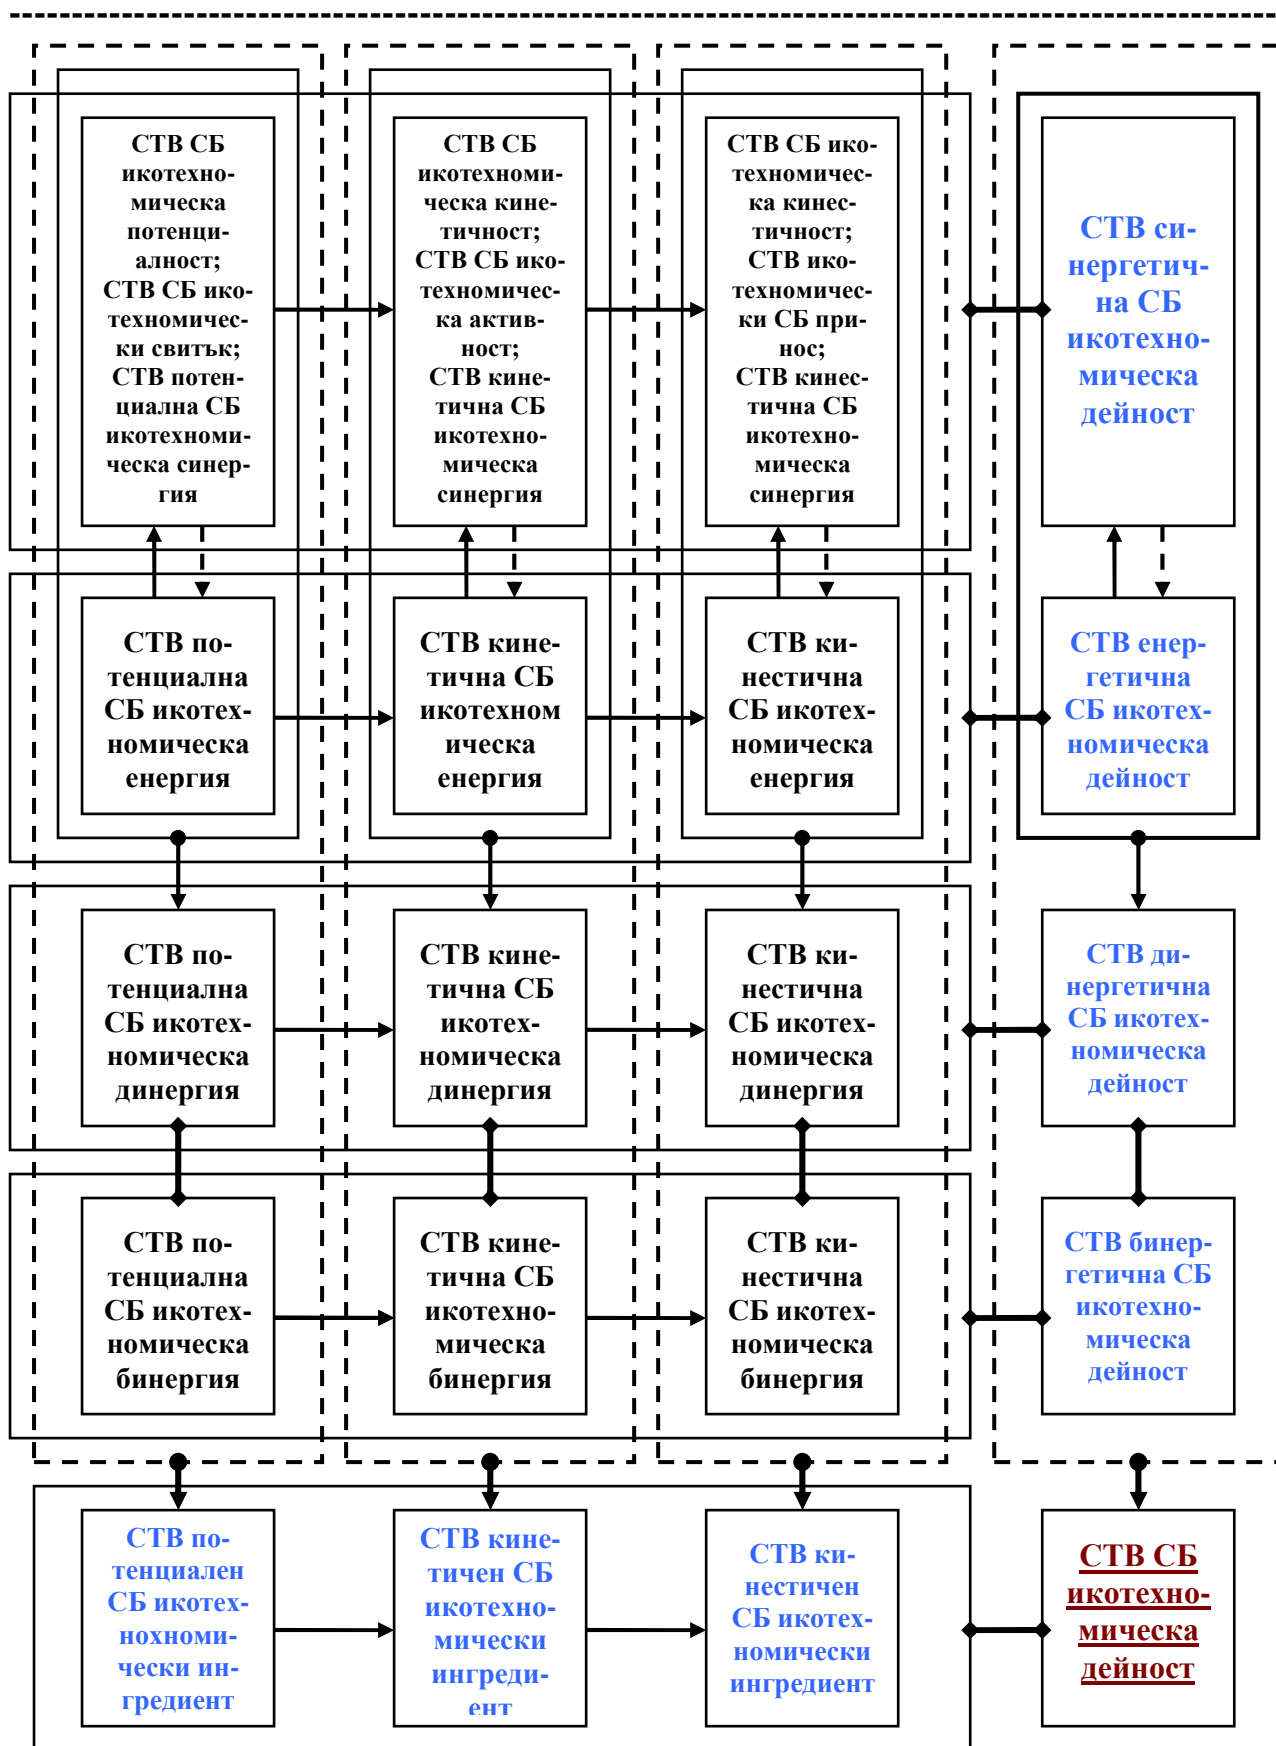 СТВ СБ
икотехно-
мическа
потенци-
алност;
СТВ СБ ико-
техномичес-
ки свитък;
СТВ потен-
циална СБ
икотехноми-
ческа синер-
гия
СТВ СБ
икотехноми-
ческа кине-
тичност;
СТВ СБ ико-
техномичес-
ка актив-
ност;
СТВ кине-
тична СБ
икотехно-
мическа
синергия
СТВ СБ ико-
техномичес-
ка кинес-
тичност;
СТВ ико-
техномичес-
ки СБ при-
нос;
СТВ кинес-
тична СБ
икотехно-
мическа
синергия
СТВ си-
нергетич-
на СБ
икотехно-
мическа
дейност
СТВ по-
тенциална
СБ икотех-
номическа
енергия
СТВ кине-
тична СБ
икотехном
ическа
енергия
СТВ ки-
нестична
СБ икотех-
номическа
енергия
СТВ енер-
гетична
СБ икотех-
номическа
дейност
СТВ по-
тенциална
СБ икотех-
номическа
динергия
СТВ кине-
тична СБ
икотех-
номическа
динергия
СТВ ки-
нестична
СБ икотех-
номическа
динергия
СТВ ди-
нергетична
СБ икотех-
номическа
дейност
СТВ по-
тенциална
СБ икотех-
номическа
бинергия
СТВ кине-
тична СБ
икотехно-
мическа
бинергия
СТВ ки-
нестична
СБ икотех-
номическа
бинергия
СТВ бинер-
гетична СБ
икотехно-
мическа
дейност
СТВ по-
тенциален
СБ икотех-
нохноми-
чески ин-
гредиент
СТВ кине-
тичен СБ
икотехно-
мически
ингреди-
ент
СТВ ки-
нестичен
СБ икотех-
номически
ингредиент
СТВ СБ
икотехно-
мическа
дейност